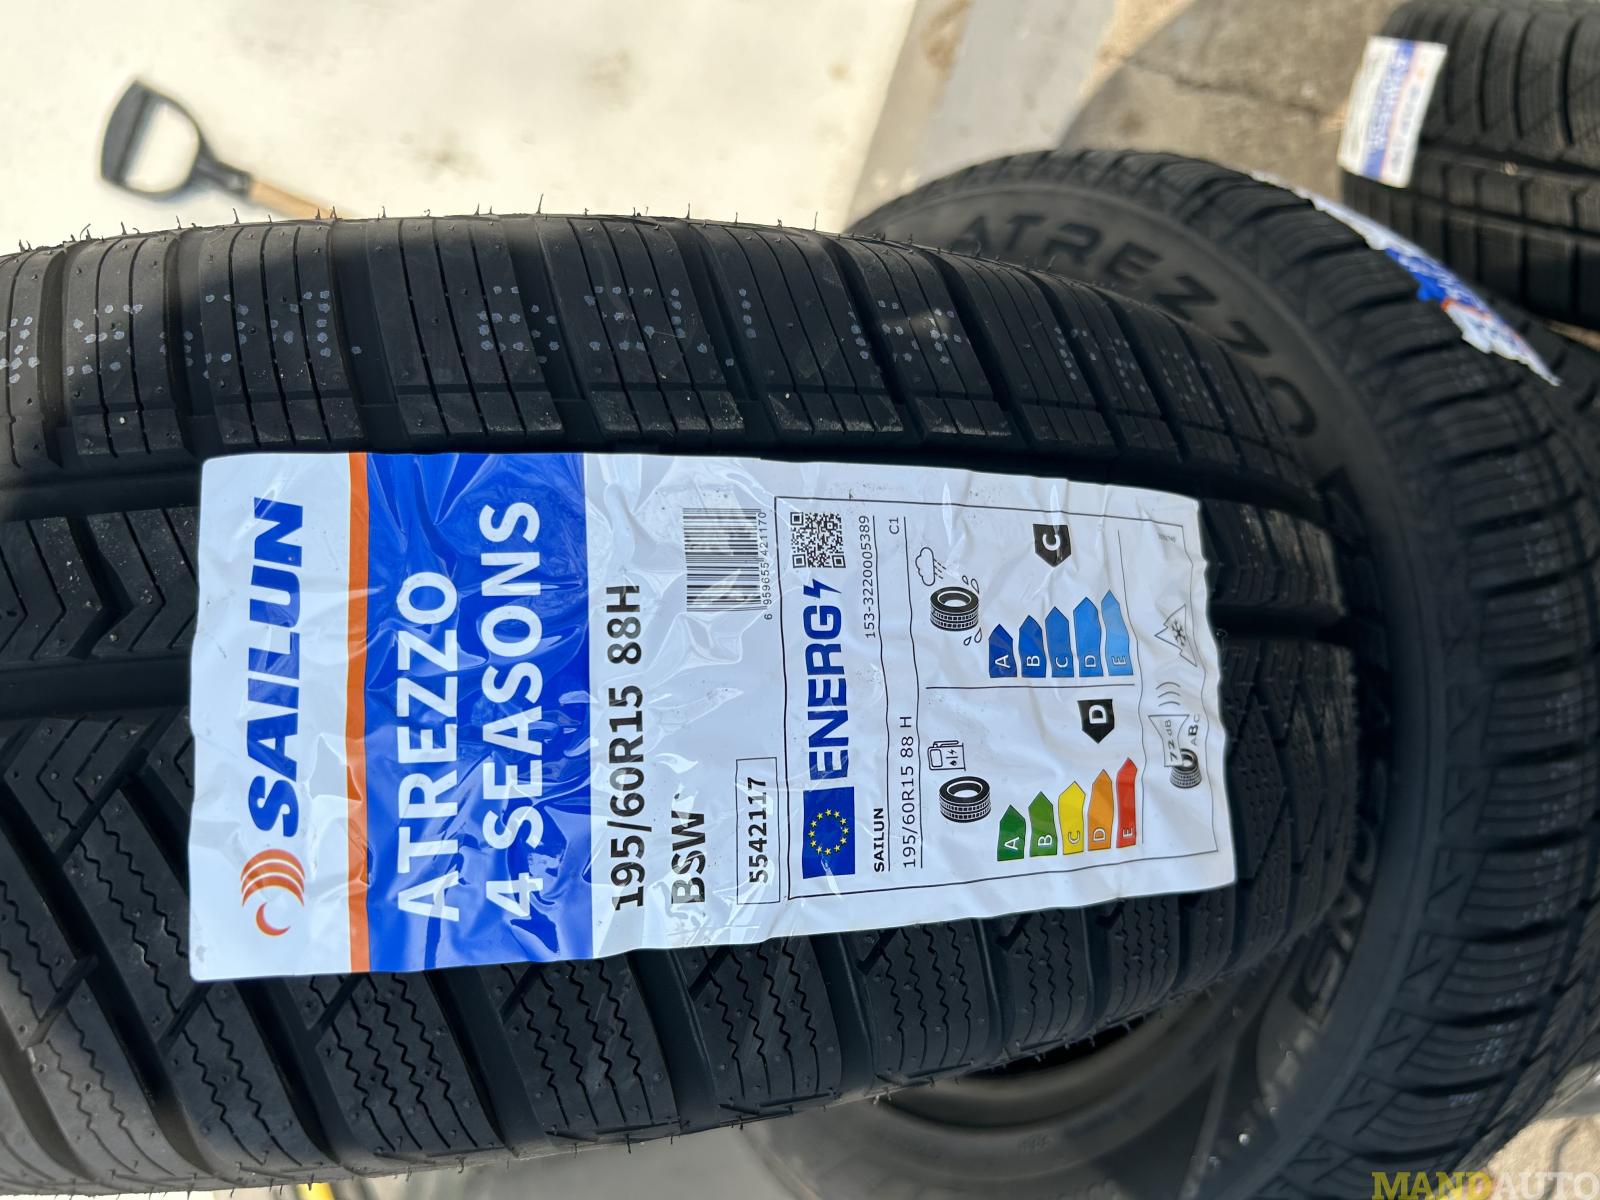 SAILUN
ATREZZO
4 SEASONS
195/60R15 88H
BSW
6 959655 421170
5542117
ENERG
SAILUN
153-3220005389
195/60R15 88 H
C1
A
B
C
D
E
D
A
B
C
D
E
C
72 dB
ABC
ATREZZO
MANDAUTO